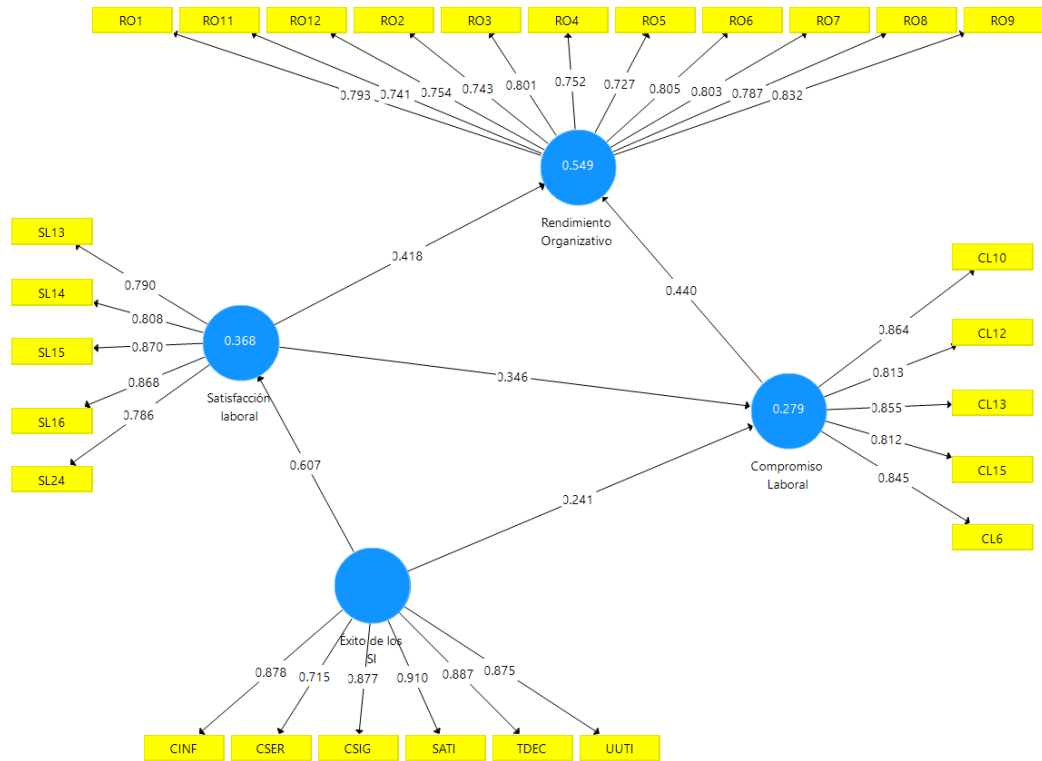 RO1 RO11 RO12 RO2 RO3 RO4 RO5 RO6 RO7 RO8 RO9
0.793 0.741 0.754 0.743 0.801 0.752 0.727 0.805 0.803 0.787 0.832
0.549
Rendimiento
Organizativo
SL13
SL14
SL15
SL16
SL24
0.790
0.808
0.870
0.868
0.786
0.368
Satisfacción
laboral
0.418
0.440
0.346
0.607
0.241
0.279
Compromiso
Laboral
0.864
0.813
0.855
0.812
0.845
CL10
CL12
CL13
CL15
CL6
Éxito de los
SI
0.878 0.715 0.877 0.910 0.887 0.875
CINF CSER CSIG SATI TDEC UUTI